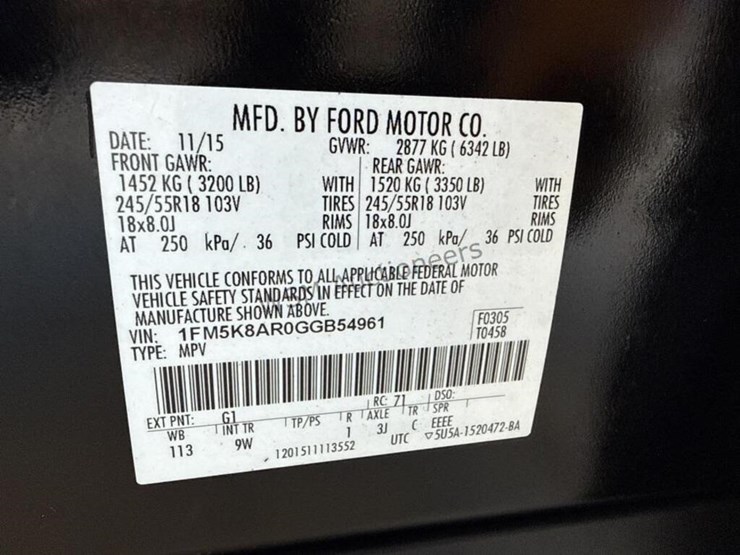 MFD. BY FORD MOTOR CO.
DATE: 11/15 GVWR: 2877 KG ( 6342 LB)
FRONT GAWR: REAR GAWR:
1452 KG ( 3200 LB) WITH 1520 KG ( 3350 LB) WITH
245/55R18 103V TIRES 245/55R18 103V TIRES
18x8.0J RIMS 18x8.0J RIMS
AT 250 kPa/ 36 PSI COLD AT 250 kPa/ 36 PSI COLD
THIS VEHICLE CONFORMS TO ALL APPLICABLE FEDERAL MOTOR
VEHICLE SAFETY STANDARDS IN EFFECT ON THE DATE OF
MANUFACTURE SHOWN ABOVE.
VIN: 1FM5K8AR0GGB54961 F0305
TYPE: MPV T0458
RC: 71 DSO:
EXT PNT: G1
WB INT TR TP/PS R AXLE TR SPR
113 9W 1 3J C EEEE
1201511113552 UTC ▽5U5A-1520472-BA